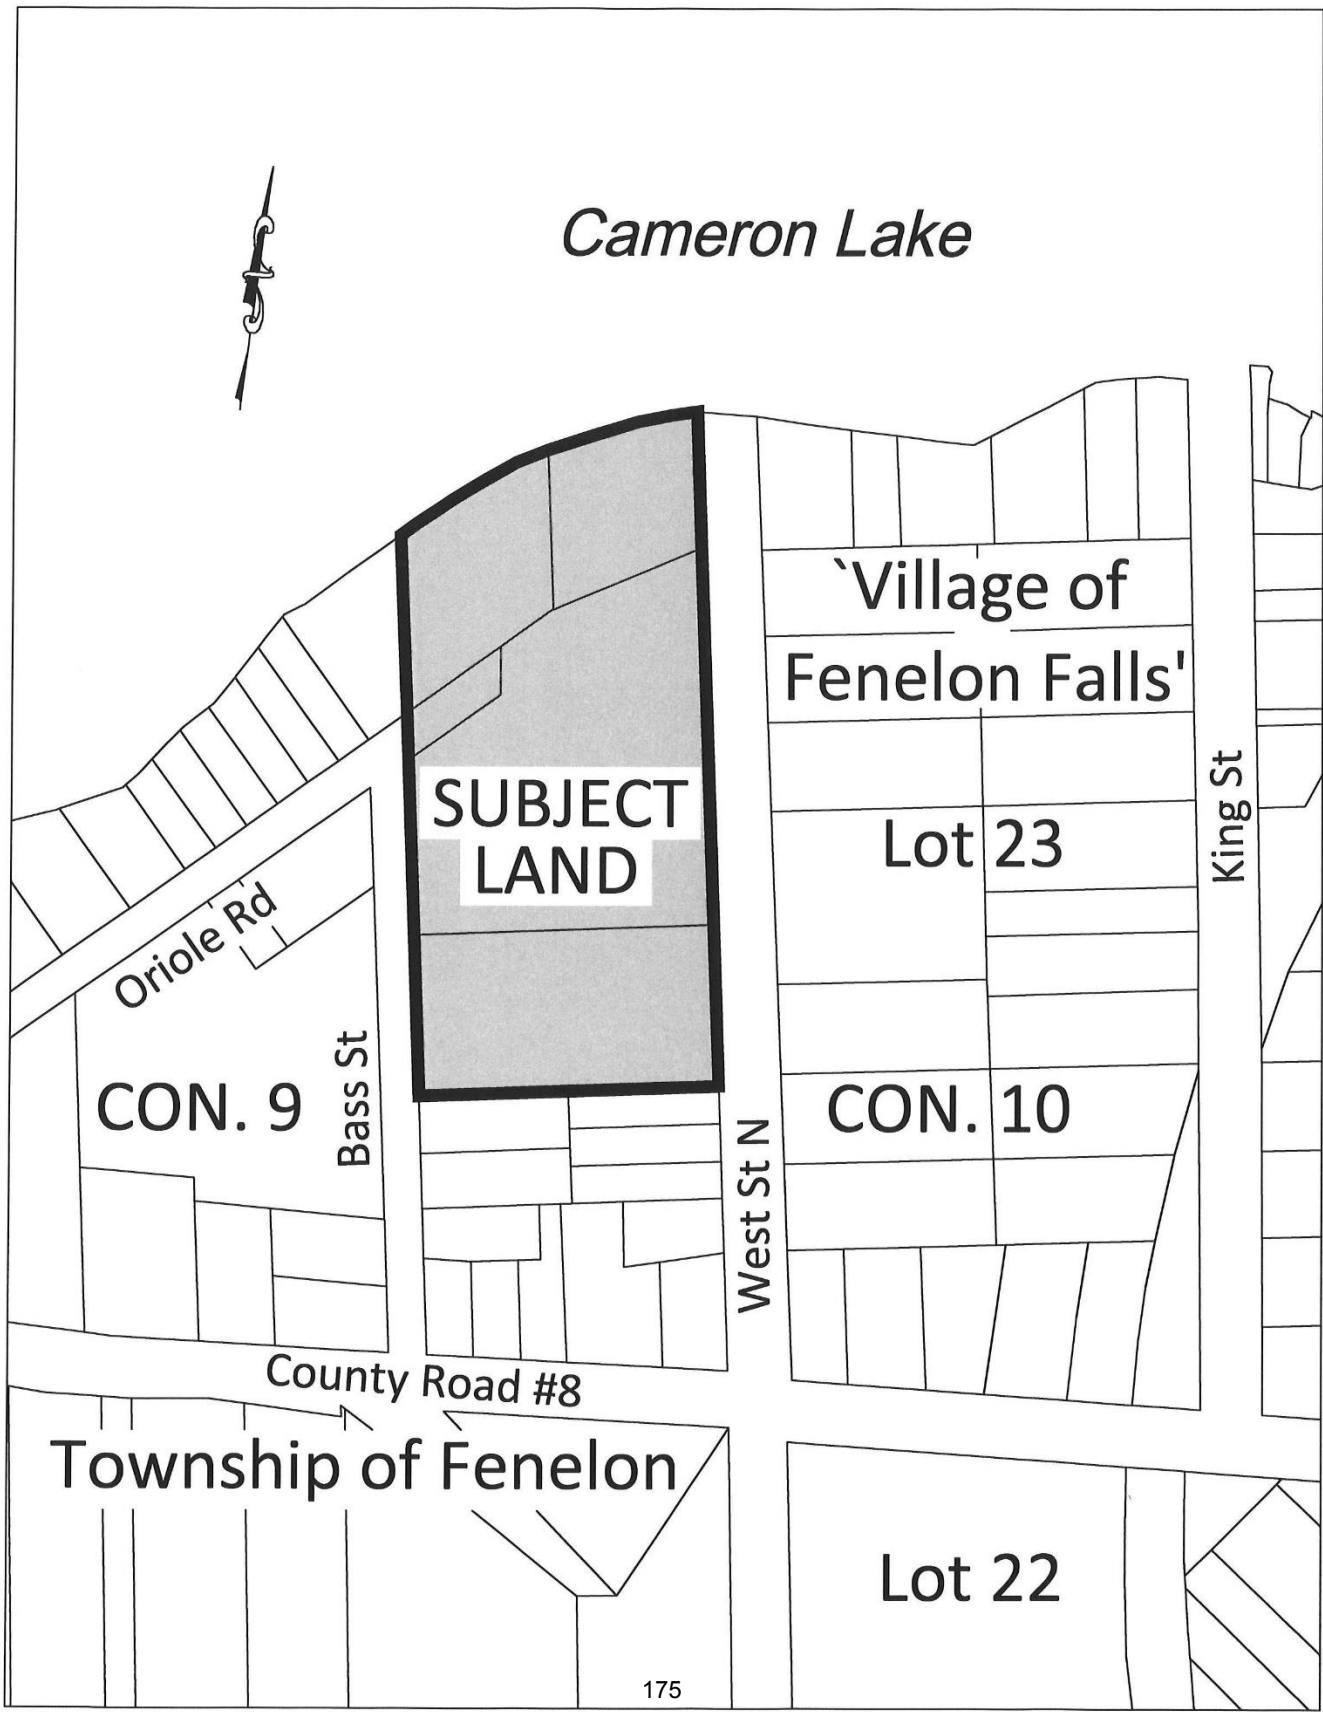 Cameron Lake
`Village of
Fenelon Falls'
SUBJECT
LAND
Lot 23
King St
Oriole Rd
Bass St
CON. 9
CON. 10
West St N
County Road #8
Township of Fenelon
Lot 22
175